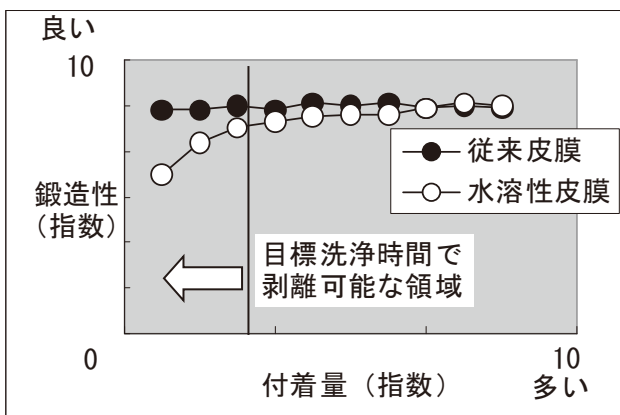 良い
10
従来皮膜
水溶性皮膜
鍛造性
（指数）
目標洗浄時間で
剥離可能な領域
0
10
付着量（指数）
多い